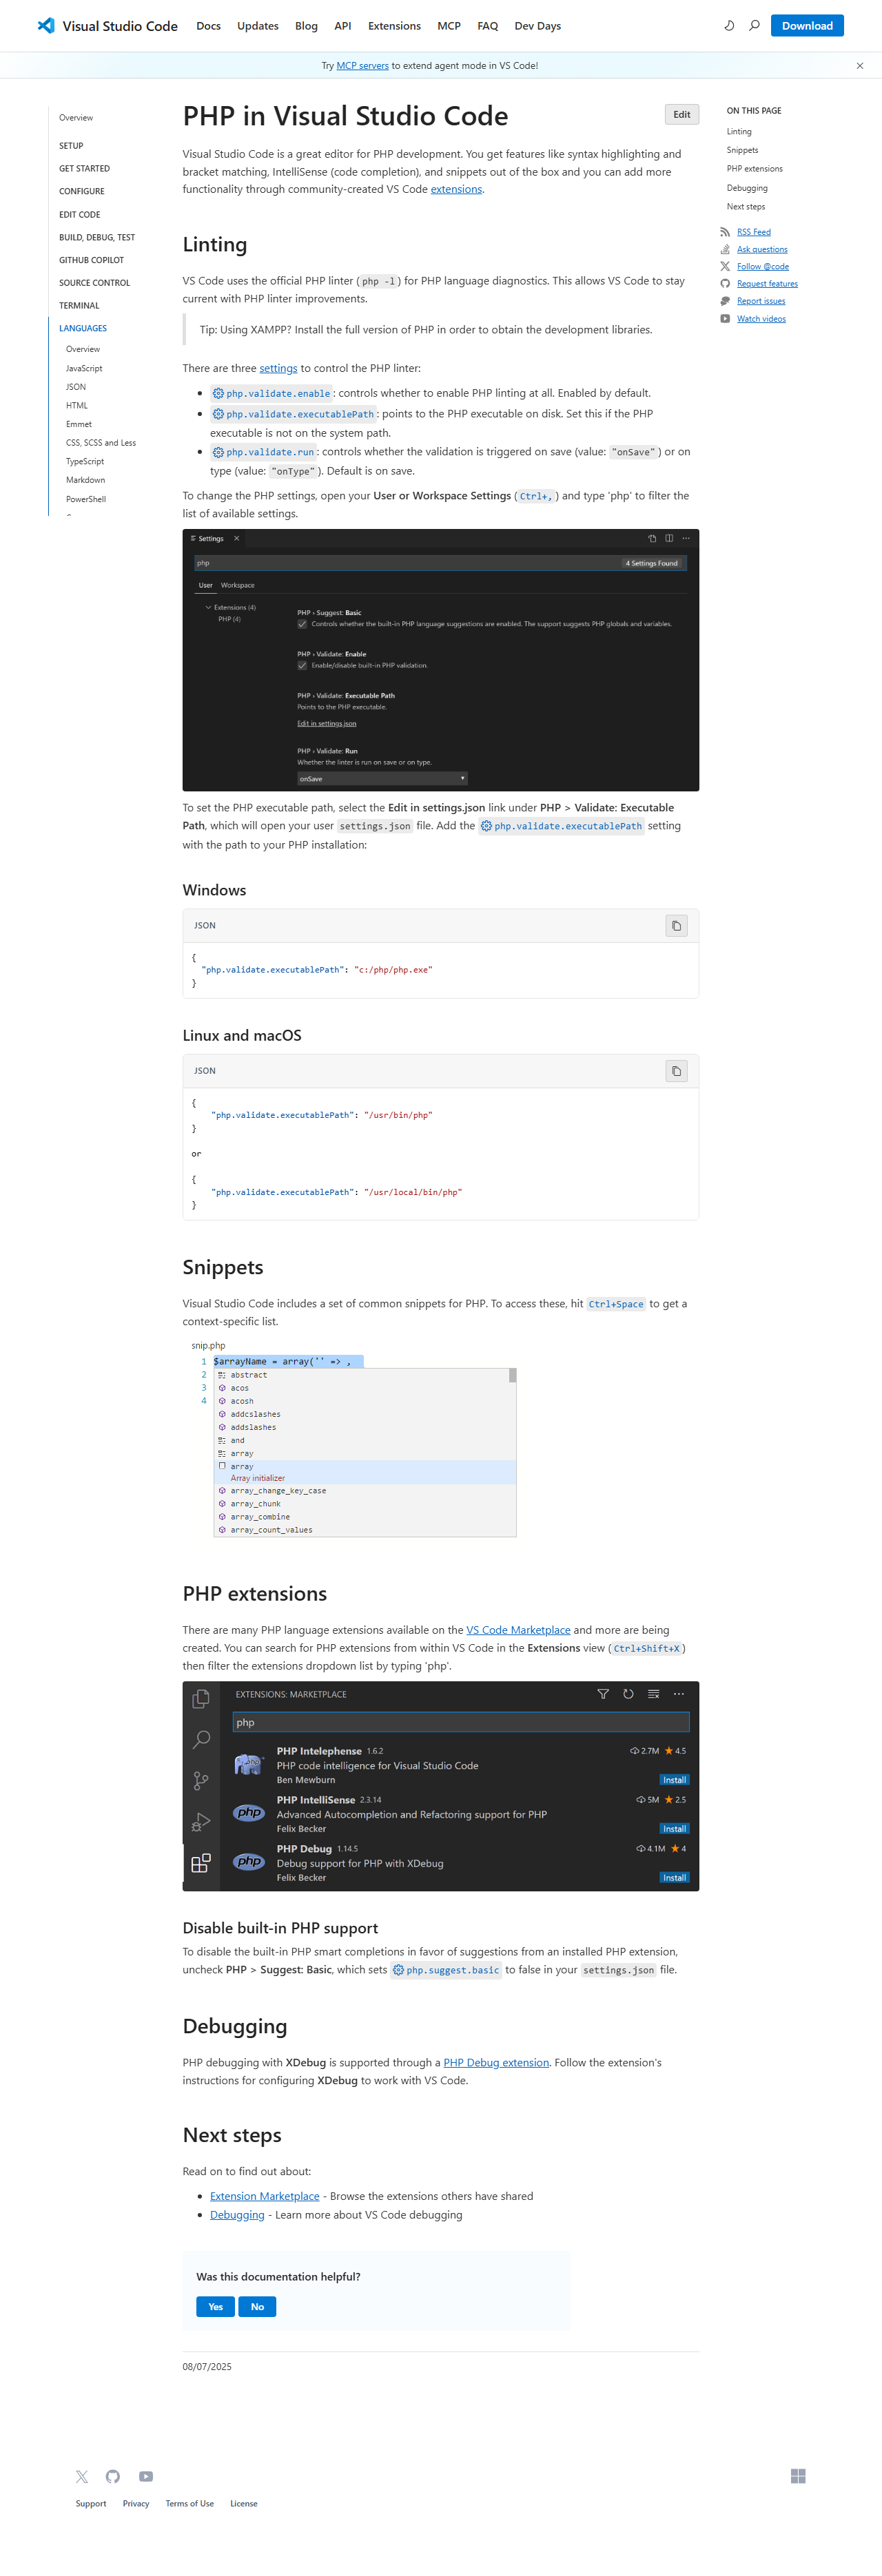 Visual Studio Code
Docs Updates Blog API Extensions MCP FAQ Dev Days
Download
Try MCP servers to extend agent mode in VS Code!
Overview
SETUP
GET STARTED
CONFIGURE
EDIT CODE
BUILD, DEBUG, TEST
GITHUB COPILOT
SOURCE CONTROL
TERMINAL
LANGUAGES
Overview
JavaScript
JSON
HTML
Emmet
CSS, SCSS and Less
TypeScript
Markdown
PowerShell
PHP in Visual Studio Code
Edit
Visual Studio Code is a great editor for PHP development. You get features like syntax highlighting and
bracket matching, IntelliSense (code completion), and snippets out of the box and you can add more
functionality through community-created VS Code extensions.
Linting
VS Code uses the official PHP linter (php -l) for PHP language diagnostics. This allows VS Code to stay
current with PHP linter improvements.
Tip: Using XAMPP? Install the full version of PHP in order to obtain the development libraries.
There are three settings to control the PHP linter:
• php.validate.enable: controls whether to enable PHP linting at all. Enabled by default.
• php.validate.executablePath: points to the PHP executable on disk. Set this if the PHP
executable is not on the system path.
• php.validate.run: controls whether the validation is triggered on save (value: "onSave") or on
type (value: "onType"). Default is on save.
To change the PHP settings, open your User or Workspace Settings (Ctrl+,) and type 'php' to filter the
list of available settings.
Settings
php
4 Settings Found
User Workspace
Extensions (4)
PHP (4)
PHP › Suggest: Basic
Controls whether the built-in PHP language suggestions are enabled. The support suggests PHP globals and variables.
PHP › Validate: Enable
Enable/disable built-in PHP validation.
PHP › Validate: Executable Path
Points to the PHP executable.
Edit in settings.json
PHP › Validate: Run
Whether the linter is run on save or on type.
onSave
To set the PHP executable path, select the Edit in settings.json link under PHP > Validate: Executable
Path, which will open your user settings.json file. Add the php.validate.executablePath setting
with the path to your PHP installation:
Windows
JSON
{
"php.validate.executablePath": "c:/php/php.exe"
}
Linux and macOS
JSON
{
"php.validate.executablePath": "/usr/bin/php"
}
or
{
"php.validate.executablePath": "/usr/local/bin/php"
}
Snippets
Visual Studio Code includes a set of common snippets for PHP. To access these, hit Ctrl+Space to get a
context-specific list.
snip.php
1 $arrayName = array('' => ,
2 abstract
3 acos
4 acosh
addcslashes
addslashes
and
array
array
Array initializer
array_change_key_case
array_chunk
array_combine
array_count_values
PHP extensions
There are many PHP language extensions available on the VS Code Marketplace and more are being
created. You can search for PHP extensions from within VS Code in the Extensions view (Ctrl+Shift+X)
then filter the extensions dropdown list by typing 'php'.
EXTENSIONS: MARKETPLACE
php
PHP Intelephense 1.6.2 2.7M 4.5
PHP code intelligence for Visual Studio Code
Ben Mewburn Install
php
PHP IntelliSense 2.3.14 5M 2.5
Advanced Autocompletion and Refactoring support for PHP
Felix Becker Install
php
PHP Debug 1.14.5 4.1M 4
Debug support for PHP with XDebug
Felix Becker Install
Disable built-in PHP support
To disable the built-in PHP smart completions in favor of suggestions from an installed PHP extension,
uncheck PHP > Suggest: Basic, which sets php.suggest.basic to false in your settings.json file.
Debugging
PHP debugging with XDebug is supported through a PHP Debug extension. Follow the extension's
instructions for configuring XDebug to work with VS Code.
Next steps
Read on to find out about:
• Extension Marketplace - Browse the extensions others have shared
• Debugging - Learn more about VS Code debugging
Was this documentation helpful?
Yes No
08/07/2025
ON THIS PAGE
Linting
Snippets
PHP extensions
Debugging
Next steps
RSS Feed
Ask questions
Follow @code
Request features
Report issues
Watch videos
Support Privacy Terms of Use License